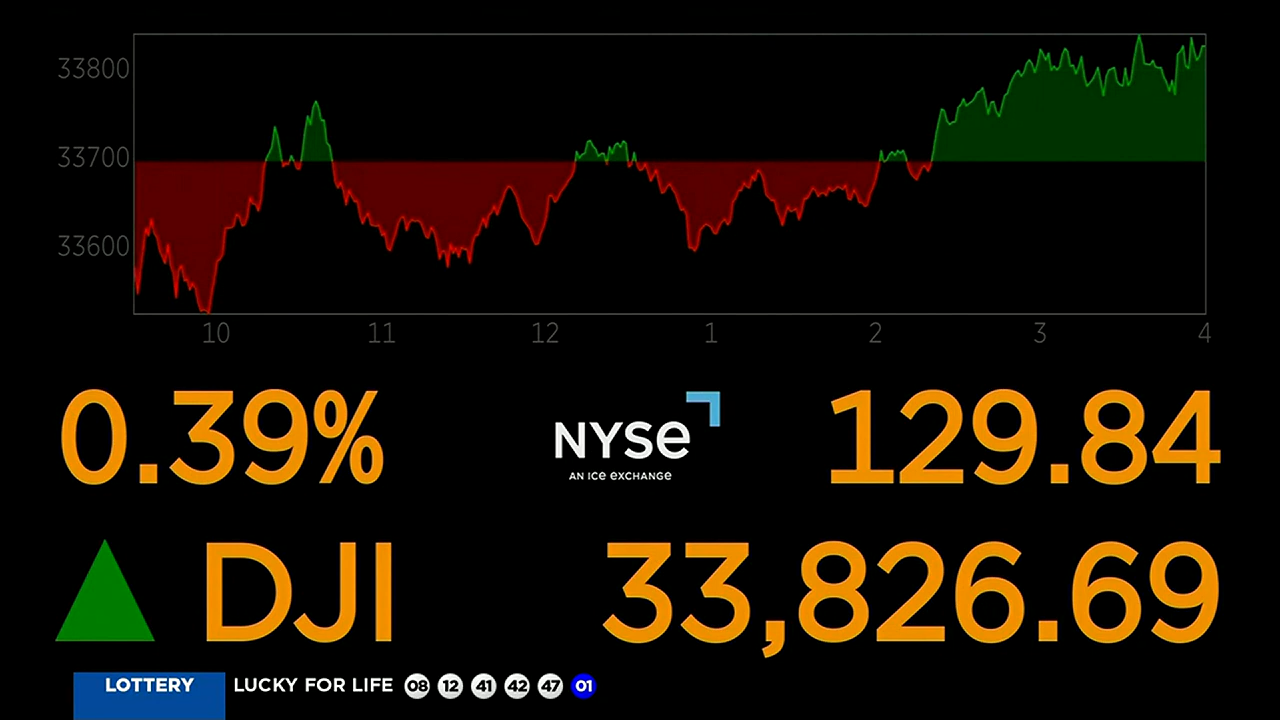 33800
33700
33600
10 11 12 1 2 3 4
0.39% NYSE 129.84
AN ICE EXCHANGE
DJI 33,826.69
LOTTERY LUCKY FOR LIFE 08 12 41 42 47 01